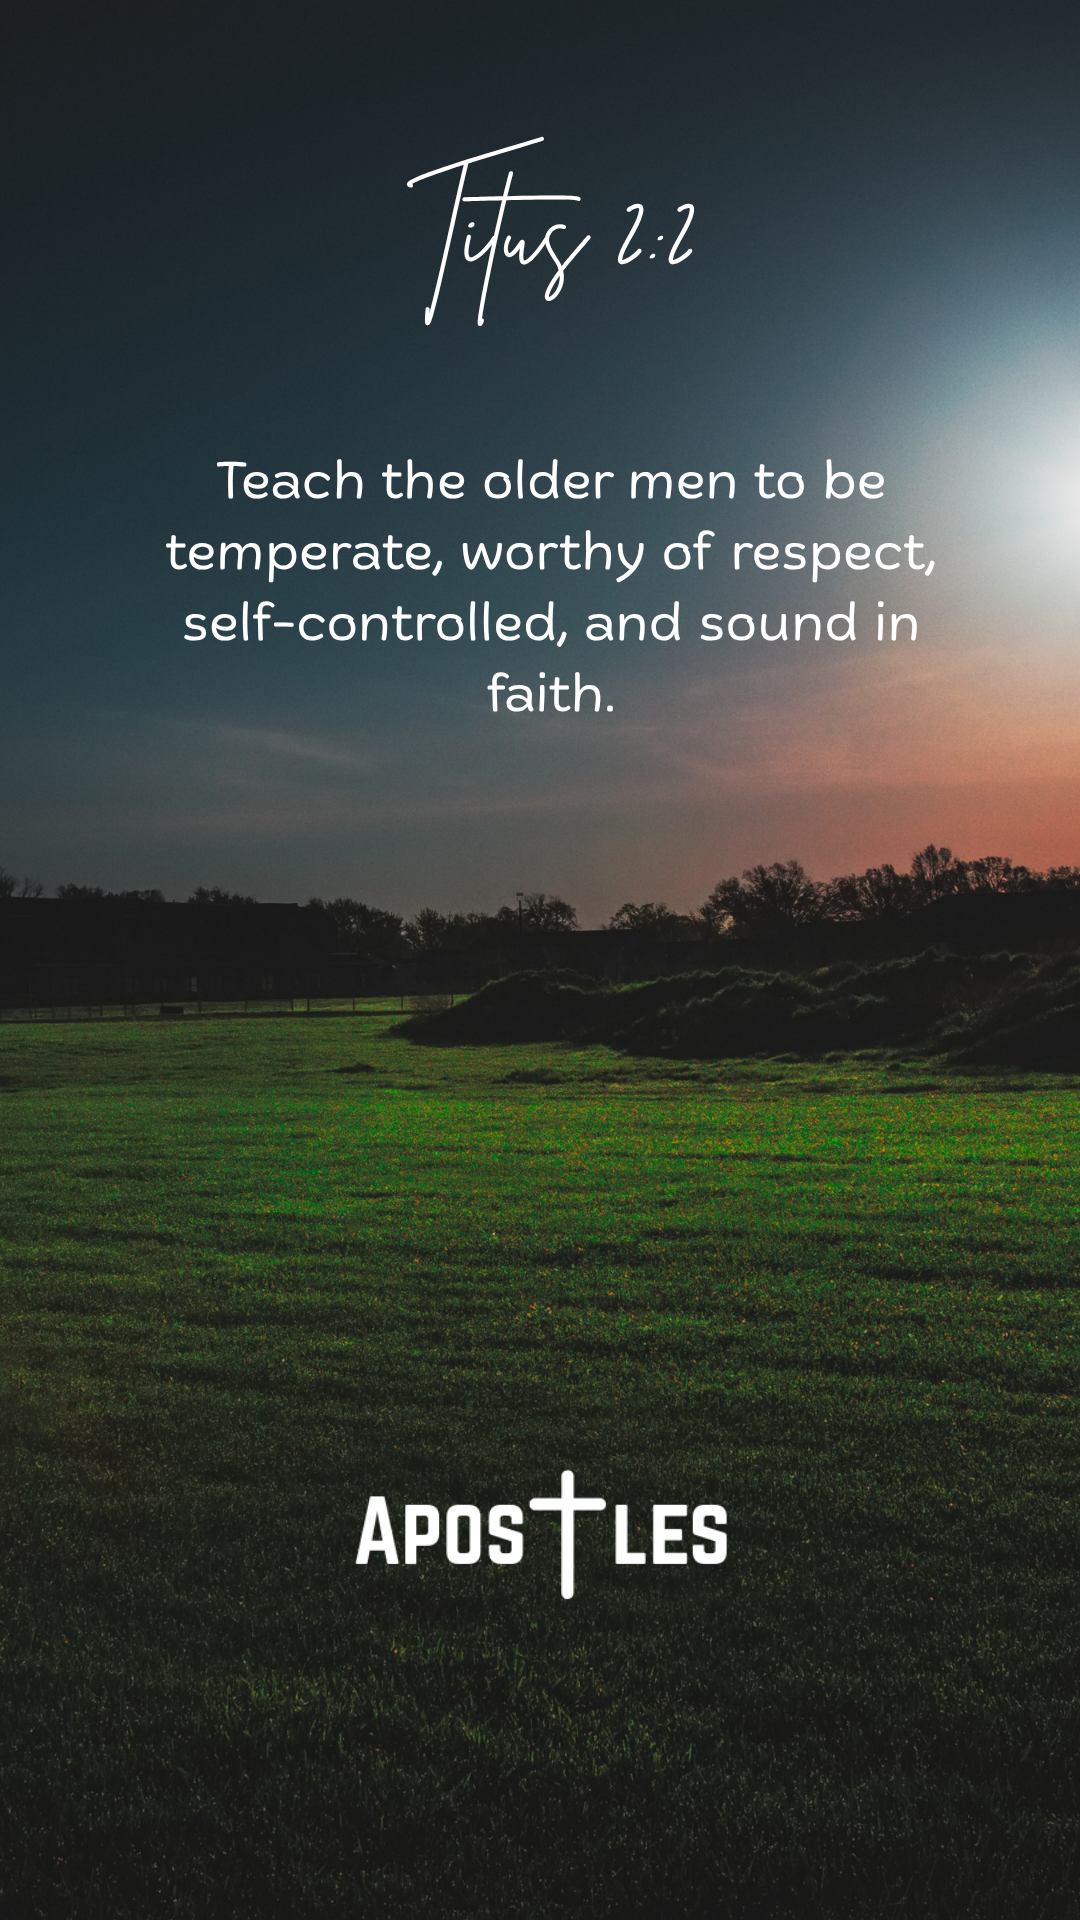 Titus 2:2
Teach the older men to be
temperate, worthy of respect,
self-controlled, and sound in
faith.
APOSTLES